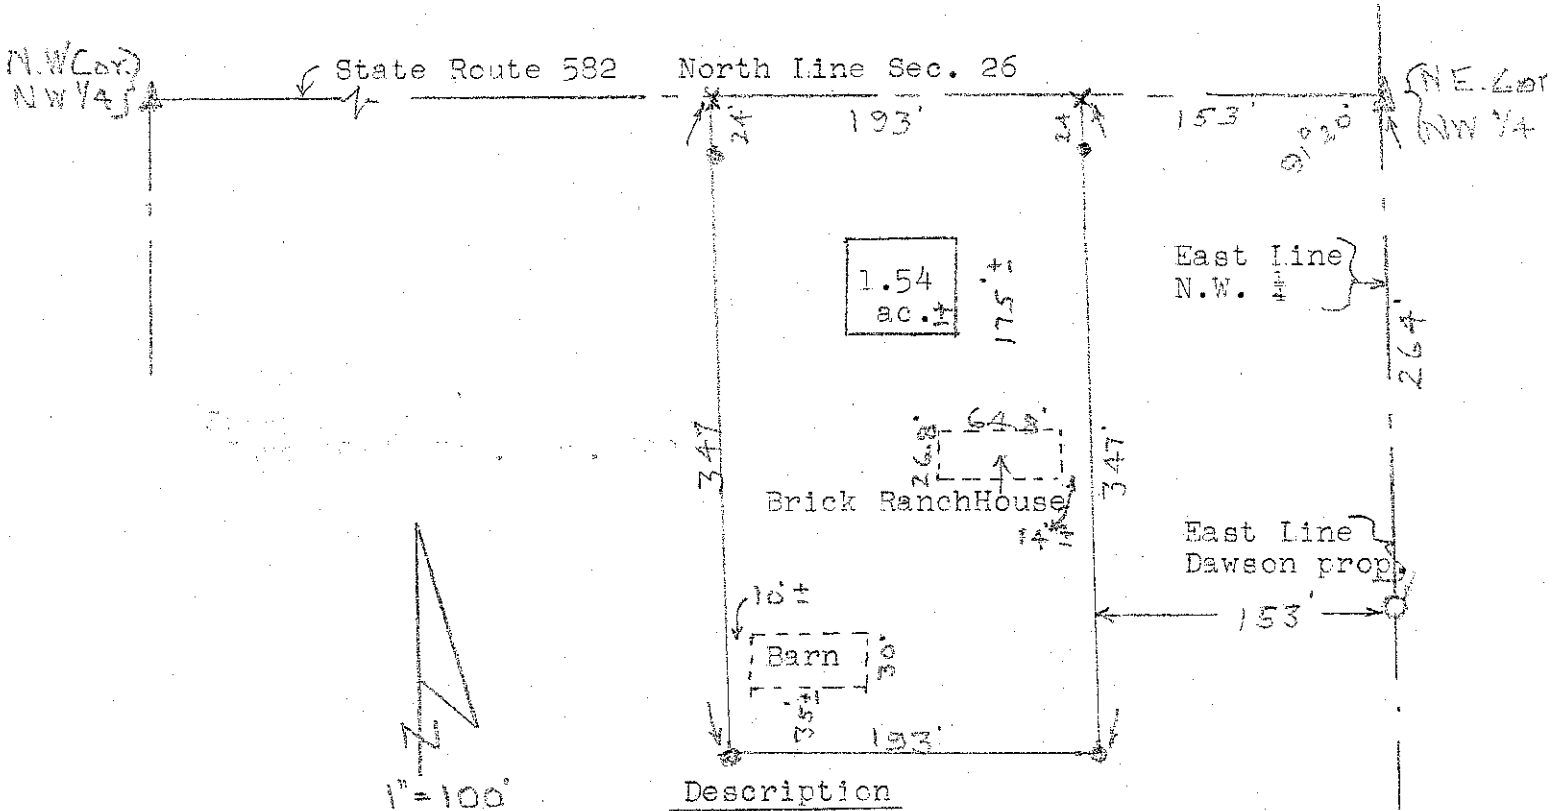 N.W Cor.}
NW 1/4
State Route 582 North Line Sec. 26
{N E. Cor
NW 1/4
24'
193'
24'
153'
91° 20'
1.54
ac.±
175' ±
East Line
N.W. ¼
264'
347'
26.8'
64.8'
347'
Brick RanchHouse
14' ±
East Line
Dawson prop.
153'
10' ±
Barn
30'
35' ±
193'
N
1"=100'
Description